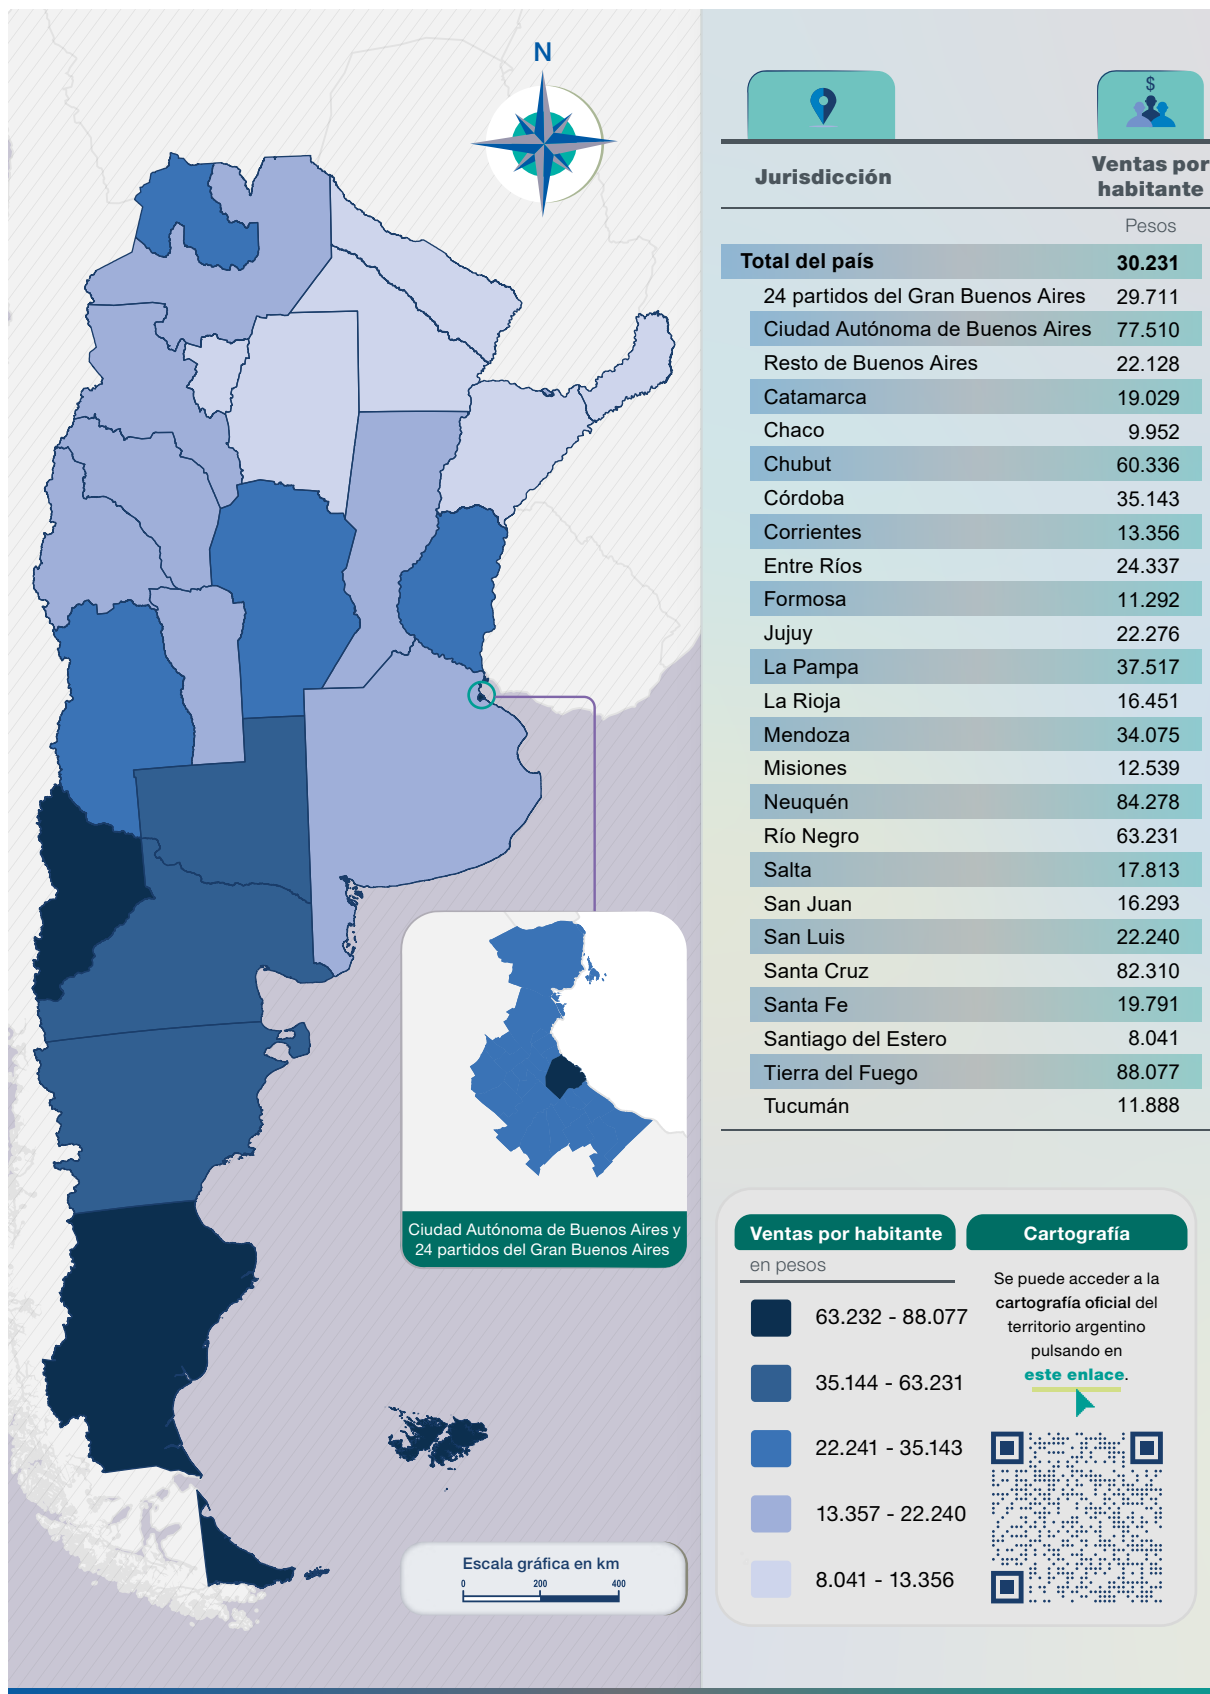 N
$
Jurisdicción
Ventas por
habitante
Pesos
Total del país 30.231
24 partidos del Gran Buenos Aires 29.711
Ciudad Autónoma de Buenos Aires 77.510
Resto de Buenos Aires 22.128
Catamarca 19.029
Chaco 9.952
Chubut 60.336
Córdoba 35.143
Corrientes 13.356
Entre Ríos 24.337
Formosa 11.292
Jujuy 22.276
La Pampa 37.517
La Rioja 16.451
Mendoza 34.075
Misiones 12.539
Neuquén 84.278
Río Negro 63.231
Salta 17.813
San Juan 16.293
San Luis 22.240
Santa Cruz 82.310
Santa Fe 19.791
Santiago del Estero 8.041
Tierra del Fuego 88.077
Tucumán 11.888
Ciudad Autónoma de Buenos Aires y
24 partidos del Gran Buenos Aires
Ventas por habitante
en pesos
63.232 - 88.077
35.144 - 63.231
22.241 - 35.143
13.357 - 22.240
8.041 - 13.356
Cartografía
Se puede acceder a la
cartografía oficial del
territorio argentino
pulsando en
este enlace.
Escala gráfica en km
0 200 400